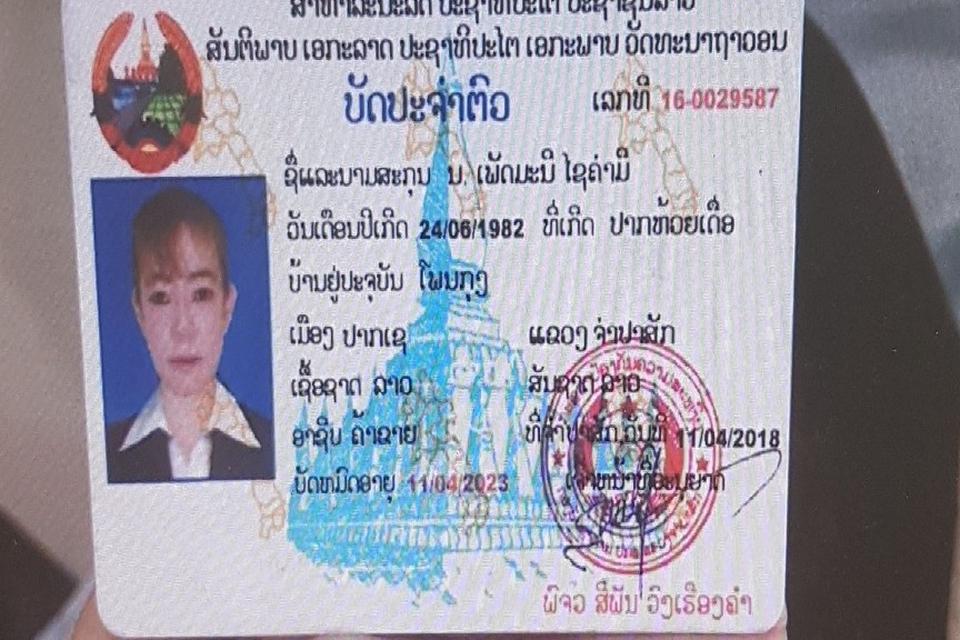 ສາທາລະນະລັດ ປະຊາທິປະໄຕ ປະຊາຊົນລາວ
ສັນຕິພາບ ເອກະລາດ ປະຊາທິປະໄຕ ເອກະພາບ ວັດທະນາຖາວອນ
ບັດປະຈຳຕົວ ເລກທີ 16-0029587
ຊື່ແລະນາມສະກຸນ ນ. ເພັດມະນີ ໄຊຄຳມີ
ວັນເດືອນປີເກີດ 24/06/1982 ທີ່ເກີດ ປາກຫ້ວຍເດື່ອ
ບ້ານຢູ່ປະຈຸບັນ ໂພນກຸງ
ເມືອງ ປາກເຊ ແຂວງ ຈຳປາສັກ
ເຊື້ອຊາດ ລາວ ສັນຊາດ ລາວ
ອາຊີບ ຄ້າຂາຍ ທີ່ຈຳປາສັກ,ວັນທີ 11/04/2018
ບັດຫມົດອາຍຸ 11/04/2023 ເຈົ້າຫນ້າທີ່ອະນຸຍາດ
ພົຈວ ສີພັນ ວົງເຮືອງຄຳ